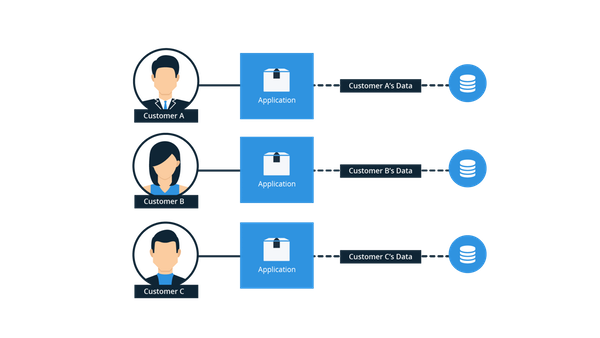 Customer A
Application
Customer A's Data
Customer B
Application
Customer B's Data
Customer C
Application
Customer C's Data